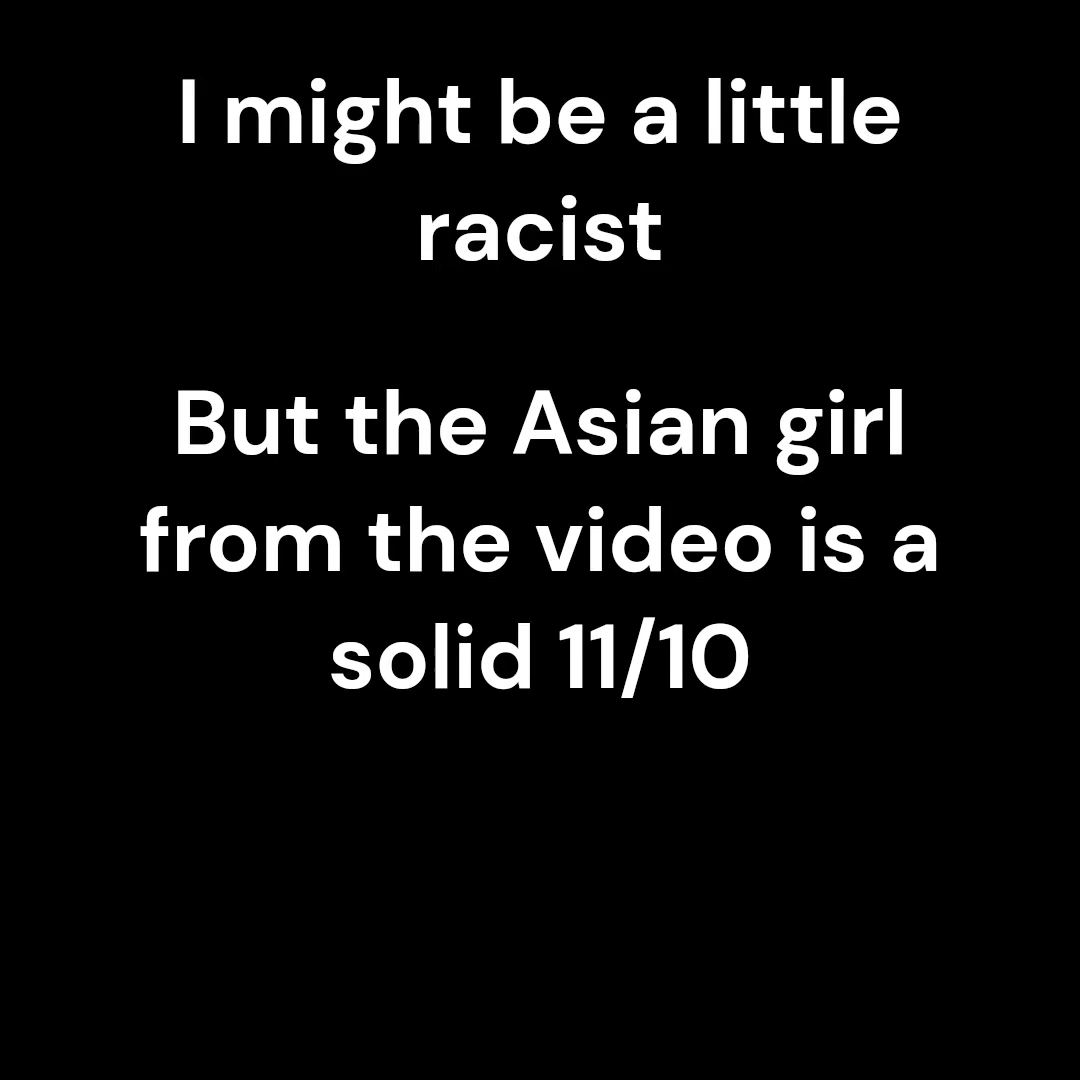 I might be a little
racist
But the Asian girl
from the video is a
solid 11/10